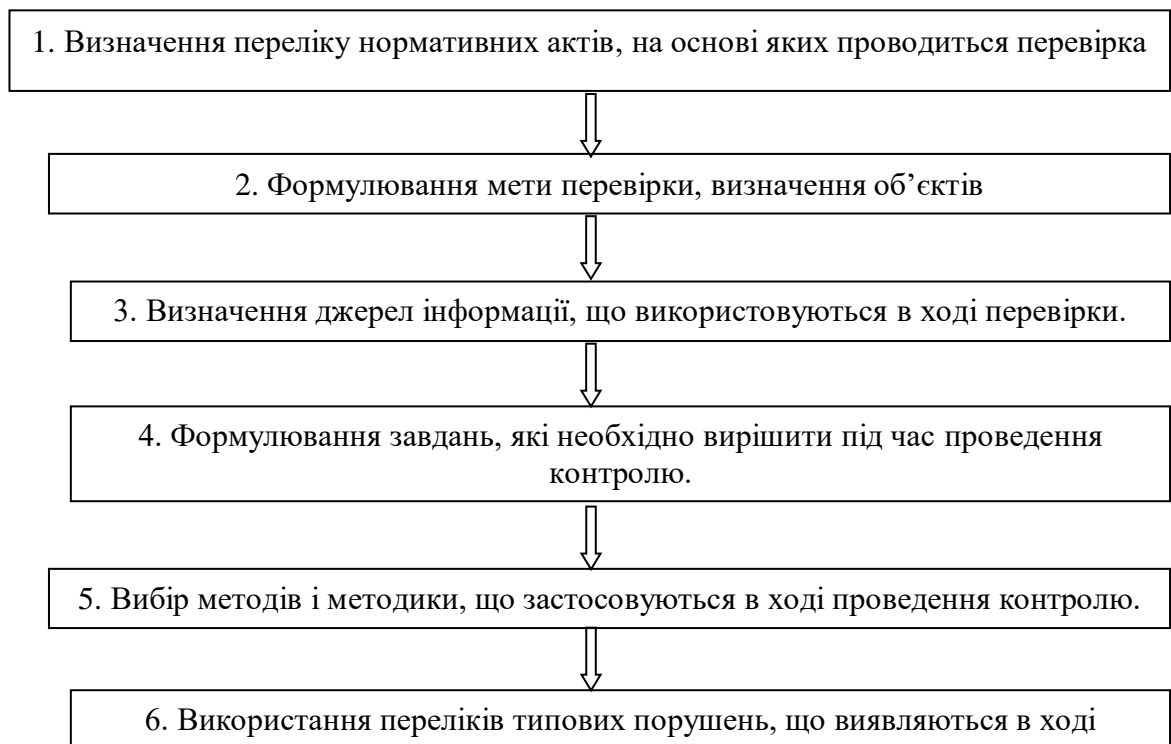 1. Визначення переліку нормативних актів, на основі яких проводиться перевірка
2. Формулювання мети перевірки, визначення об’єктів
3. Визначення джерел інформації, що використовуються в ході перевірки.
4. Формулювання завдань, які необхідно вирішити під час проведення
контролю.
5. Вибір методів і методики, що застосовуються в ході проведення контролю.
6. Використання переліків типових порушень, що виявляються в ході